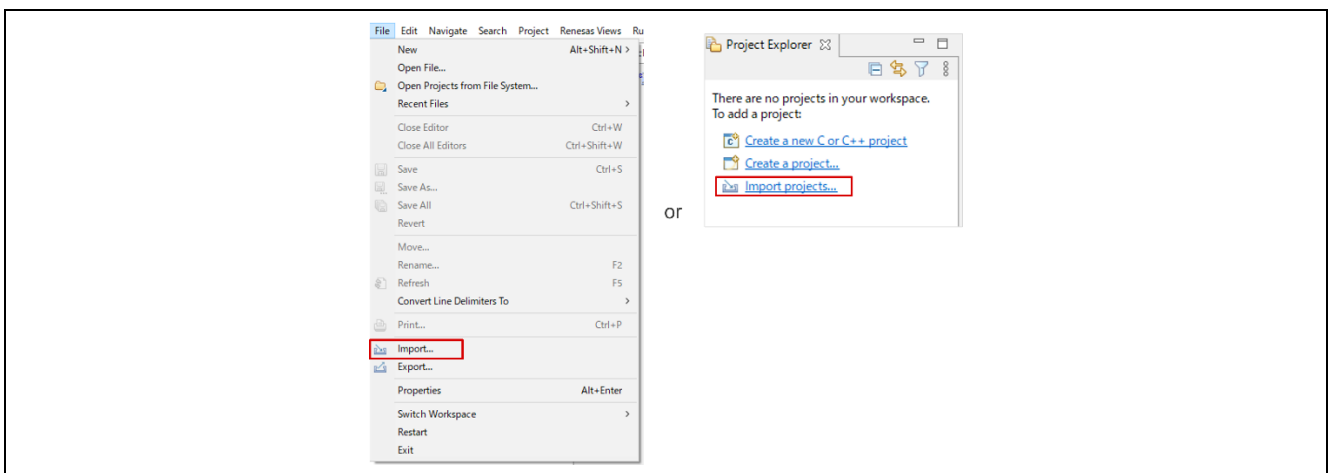 File Edit Navigate Search Project Renesas Views Ru
New Alt+Shift+N >
Open File...
Open Projects from File System...
Recent Files >
Close Editor Ctrl+W
Close All Editors Ctrl+Shift+W
Save Ctrl+S
Save As...
Save All Ctrl+Shift+S
Revert
Move...
Rename... F2
Refresh F5
Convert Line Delimiters To >
Print... Ctrl+P
Import...
Export...
Properties Alt+Enter
Switch Workspace >
Restart
Exit
or
Project Explorer
There are no projects in your workspace.
To add a project:
Create a new C or C++ project
Create a project...
Import projects...